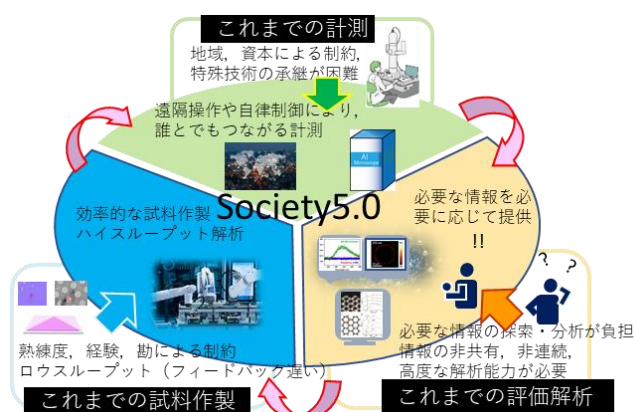 これまでの計測
地域，資本による制約，
特殊技術の承継が困難
遠隔操作や自律制御により，
誰とでもつながる計測
AI
Microscope
Society5.0
効率的な試料作製
ハイスループット解析
必要な情報を必
要に応じて提供
!!
? ?
熟練度，経験，勘による制約
ロウスループット（フィードバック遅い）
これまでの試料作製
必要な情報の探索・分析が負担
情報の非共有，非連続，
高度な解析能力が必要
これまでの評価解析